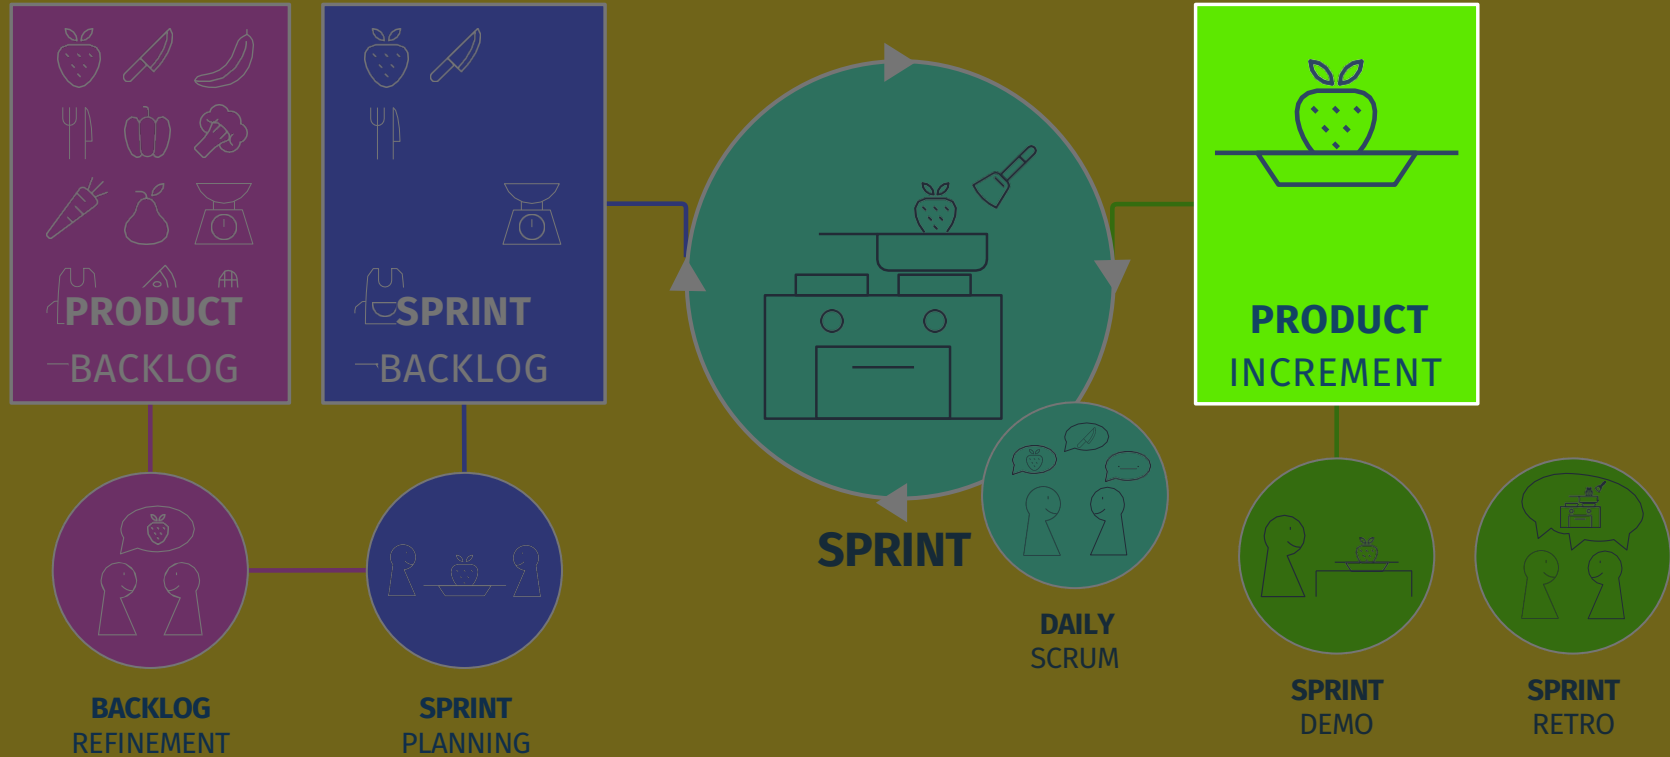 PRODUCT
BACKLOG
SPRINT
BACKLOG
PRODUCT
INCREMENT
SPRINT
DAILY
SCRUM
BACKLOG
REFINEMENT
SPRINT
PLANNING
SPRINT
DEMO
SPRINT
RETRO